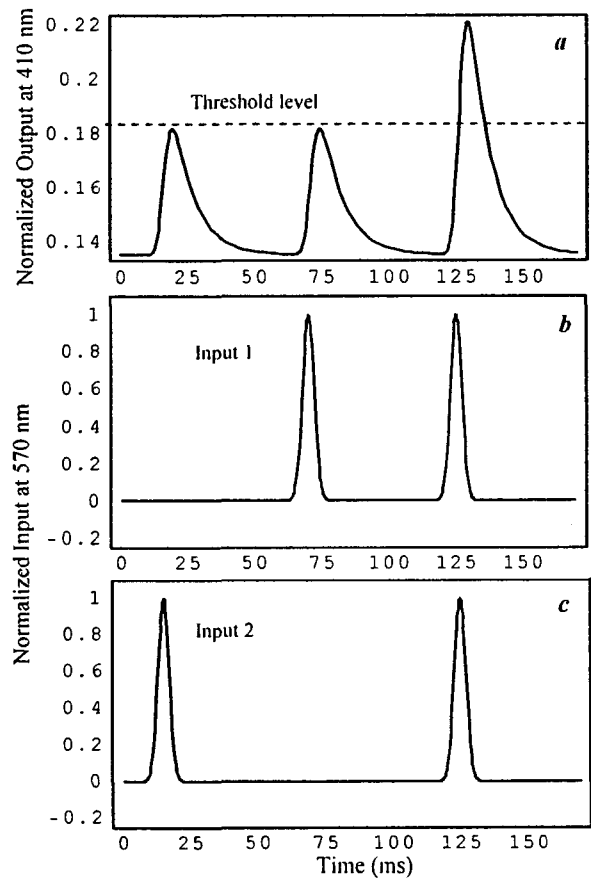 Normalized Output at 410 nm
0.22
0.2
0.18
0.16
0.14
a
Threshold level
0 25 50 75 100 125 150
Normalized Input at 570 nm
1
0.8
0.6
0.4
0.2
0
-0.2
b
Input 1
0 25 50 75 100 125 150
1
0.8
0.6
0.4
0.2
0
-0.2
c
Input 2
0 25 50 75 100 125 150
Time (ms)